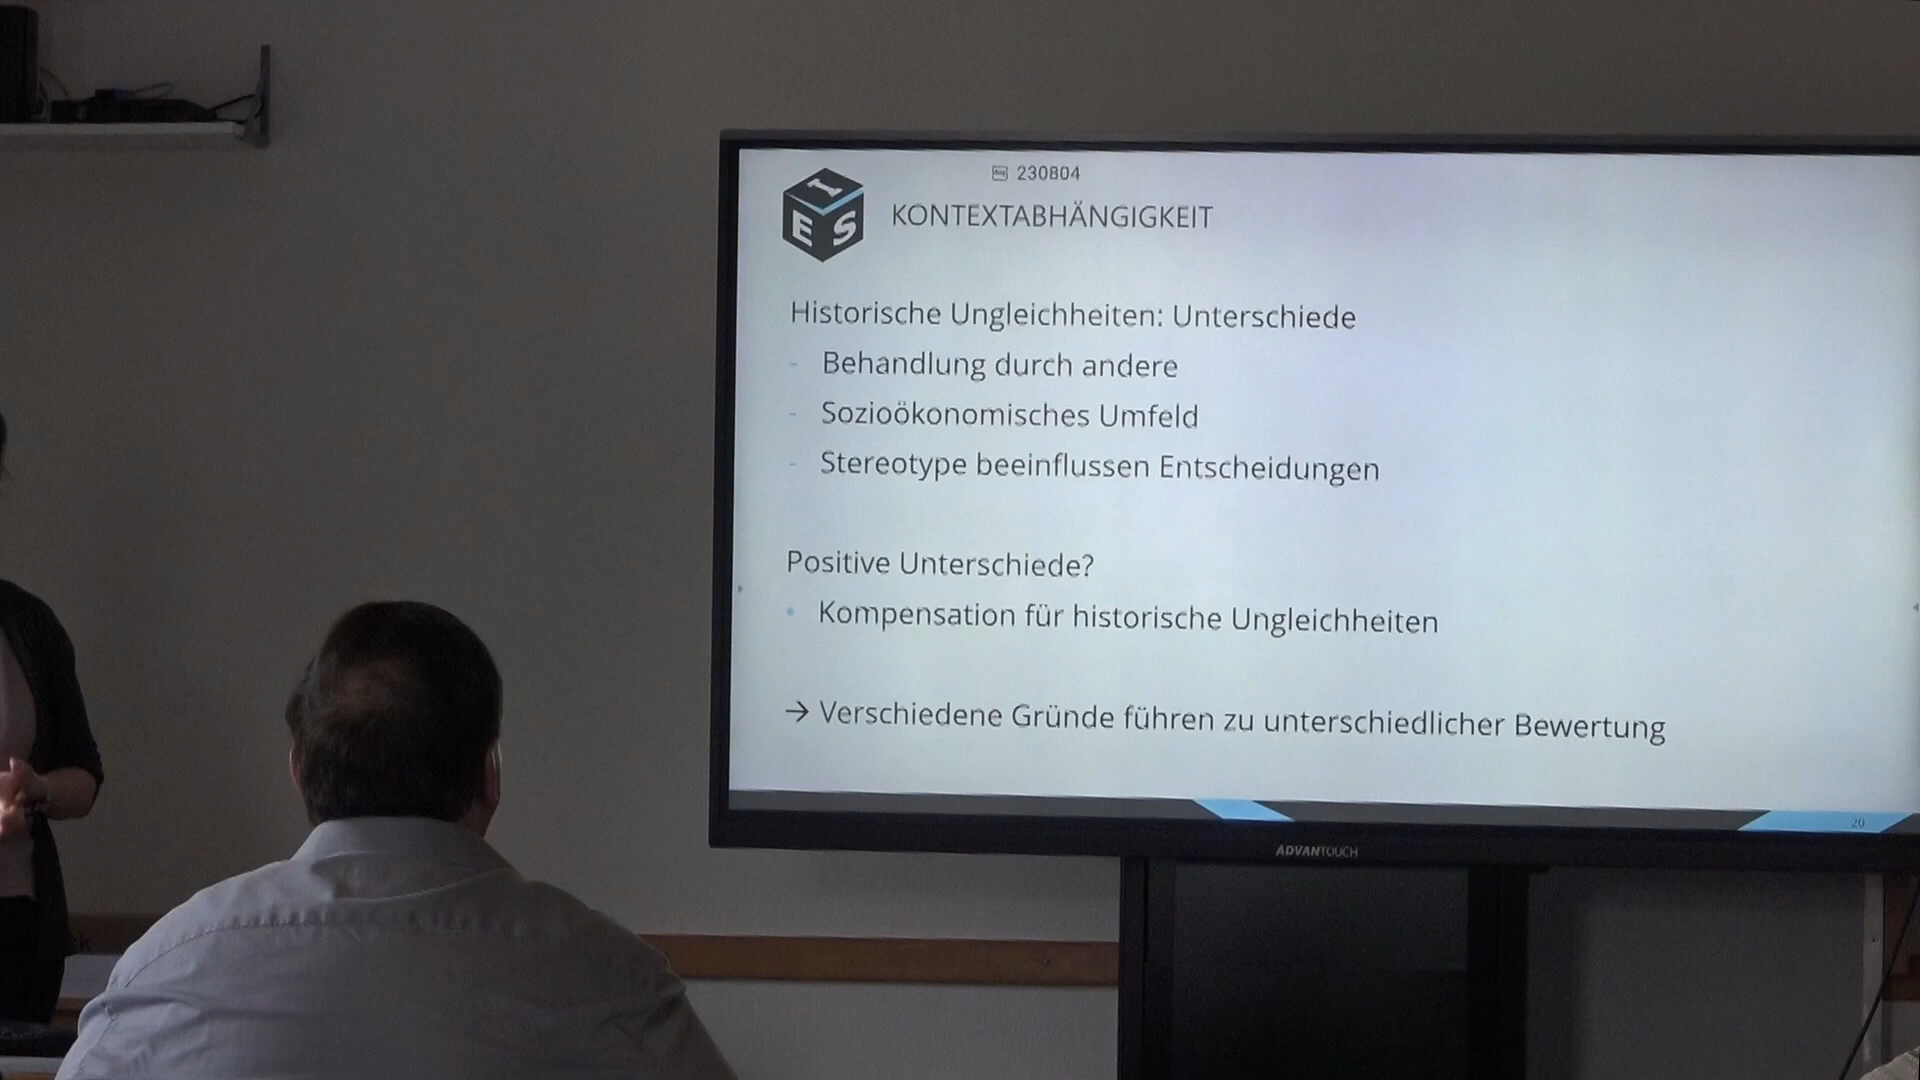 230804
I
E S
KONTEXTABHÄNGIGKEIT
Historische Ungleichheiten: Unterschiede
- Behandlung durch andere
- Sozioökonomisches Umfeld
- Stereotype beeinflussen Entscheidungen
Positive Unterschiede?
• Kompensation für historische Ungleichheiten
→ Verschiedene Gründe führen zu unterschiedlicher Bewertung
20
ADVANTOUCH